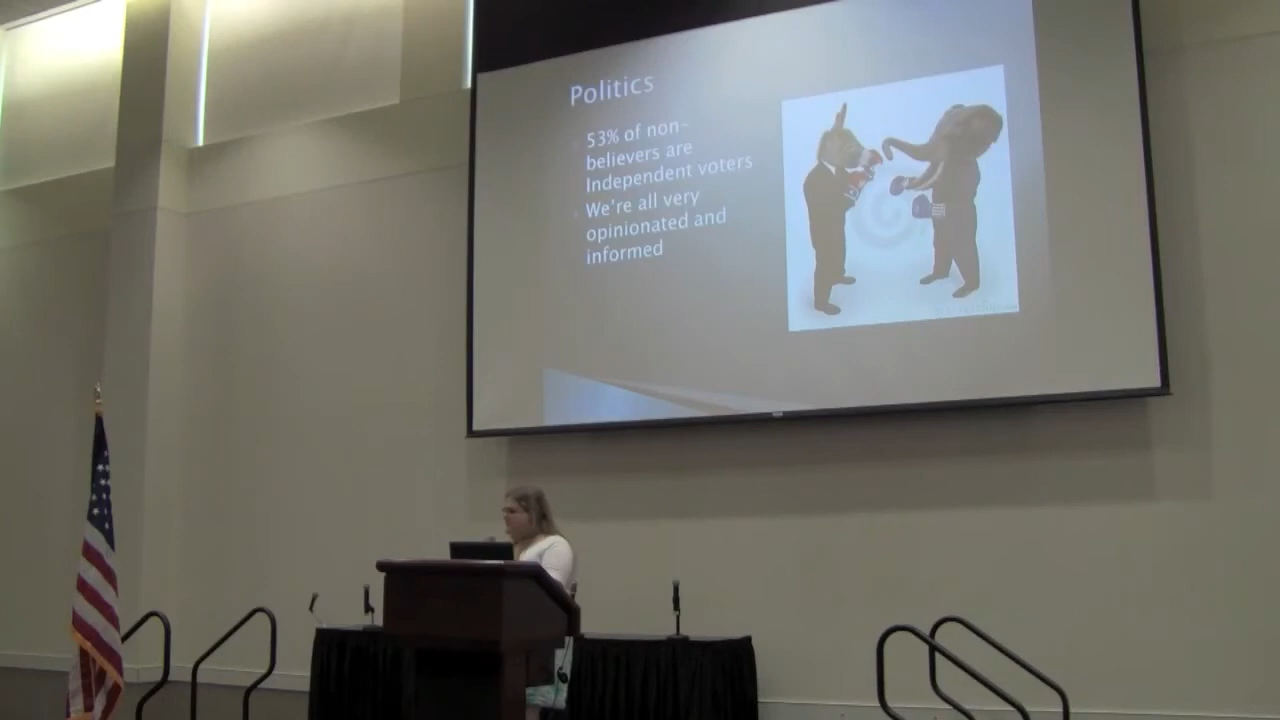 Politics
53% of non-
believers are
Independent voters
We're all very
opinionated and
informed